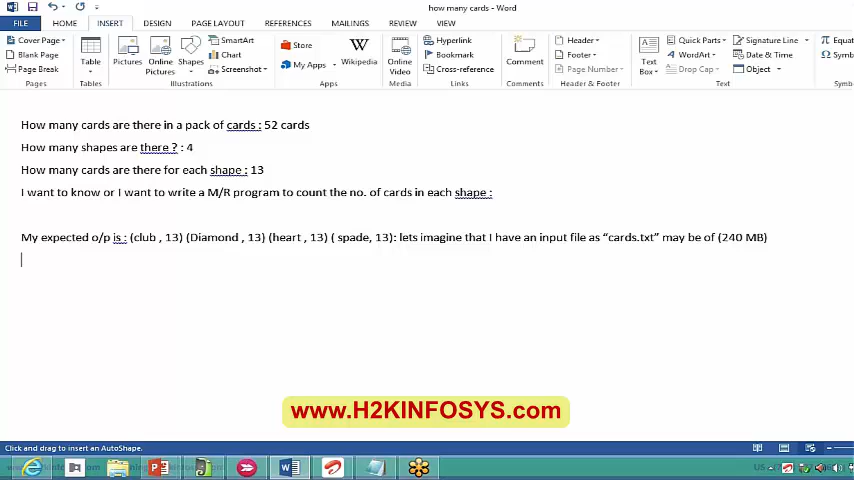 how many cards - Word
FILE HOME INSERT DESIGN PAGE LAYOUT REFERENCES MAILINGS REVIEW VIEW
Cover Page
Blank Page
Page Break
Pages
Table
Tables
Pictures
Online Pictures
Shapes
SmartArt
Chart
Screenshot
Illustrations
Store
My Apps
Wikipedia
Apps
Online Video
Media
Hyperlink
Bookmark
Cross-reference
Links
Comment
Comments
Header
Footer
Page Number
Header & Footer
Text Box
Quick Parts
WordArt
Drop Cap
Signature Line
Date & Time
Object
Text
Equat
Symb
How many cards are there in a pack of cards : 52 cards
How many shapes are there ? : 4
How many cards are there for each shape : 13
I want to know or I want to write a M/R program to count the no. of cards in each shape :
My expected o/p is : (club , 13) (Diamond , 13) (heart , 13) ( spade, 13): lets imagine that I have an input file as “cards.txt” may be of (240 MB)
www.H2KINFOSYS.com
Click and drag to insert an AutoShape.
US